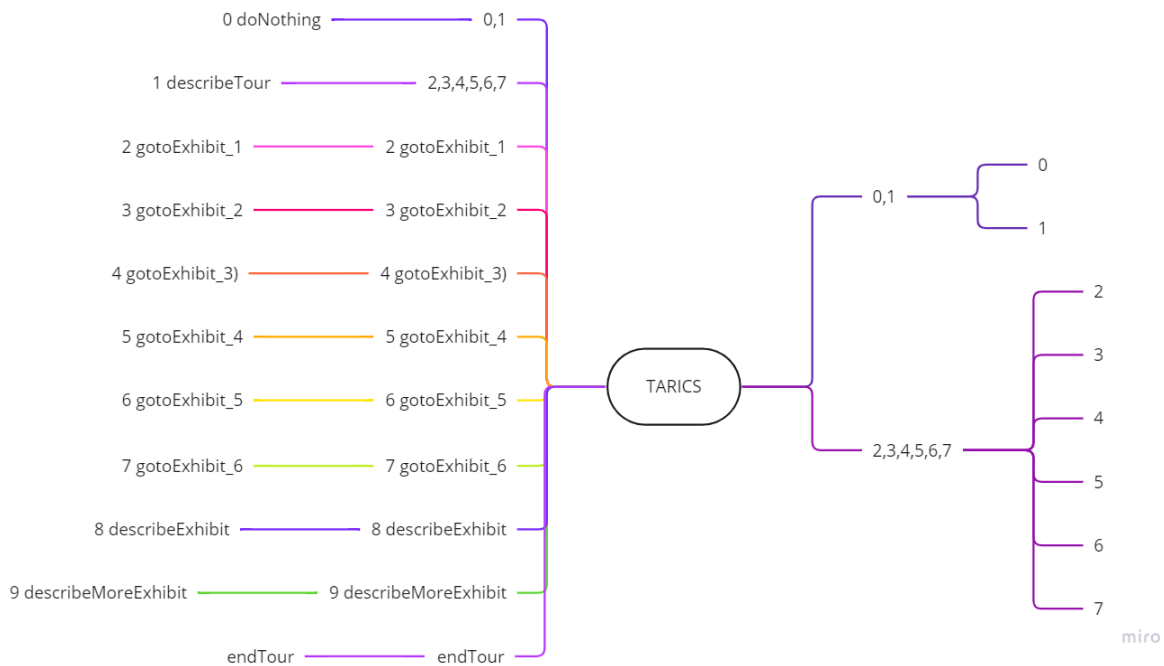 0 doNothing
0,1
1 describeTour
2,3,4,5,6,7
2 gotoExhibit_1
2 gotoExhibit_1
3 gotoExhibit_2
3 gotoExhibit_2
4 gotoExhibit_3)
4 gotoExhibit_3)
5 gotoExhibit_4
5 gotoExhibit_4
6 gotoExhibit_5
6 gotoExhibit_5
7 gotoExhibit_6
7 gotoExhibit_6
8 describeExhibit
8 describeExhibit
9 describeMoreExhibit
9 describeMoreExhibit
endTour
endTour
TARICS
0,1
0
1
2,3,4,5,6,7
2
3
4
5
6
7
miro